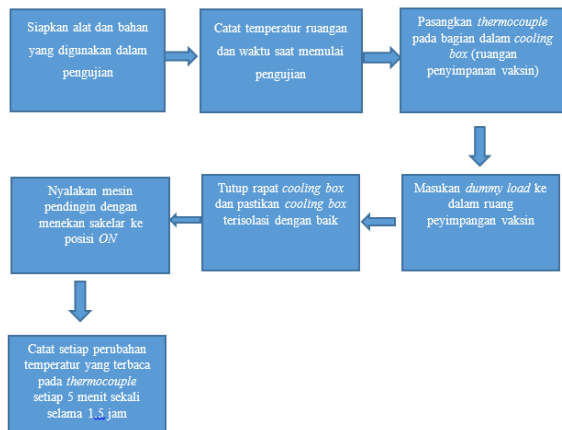 Siapkan alat dan bahan
yang digunakan dalam
pengujian
Catat temperatur ruangan
dan waktu saat memulai
pengujian
Pasangkan thermocouple
pada bagian dalam cooling
box (ruangan
penyimpanan vaksin)
Masukan dummy load ke
dalam ruang
peyimpangan vaksin
Tutup rapat cooling box
dan pastikan cooling box
terisolasi dengan baik
Nyalakan mesin
pendingin dengan
menekan sakelar ke
posisi ON
Catat setiap perubahan
temperatur yang terbaca
pada thermocouple
setiap 5 menit sekali
selama 1.5 jam